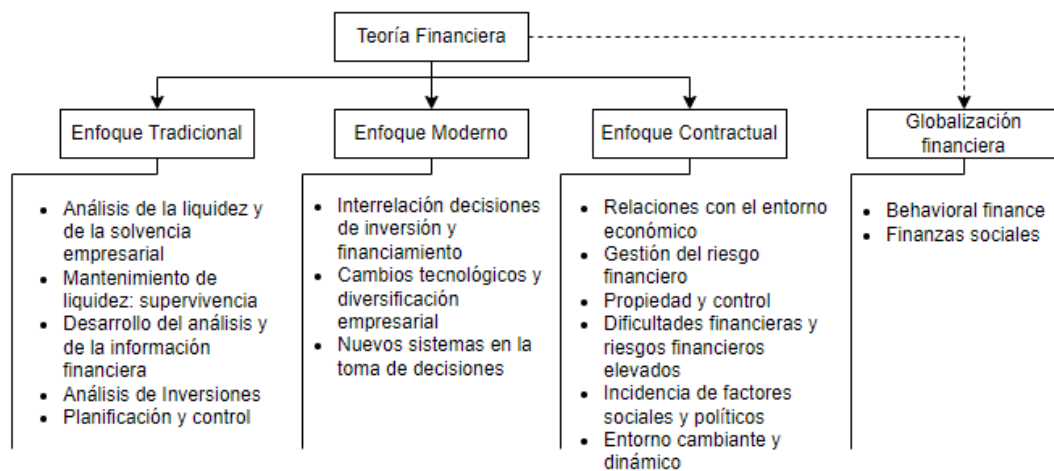 Teoría Financiera
Enfoque Tradicional
Enfoque Moderno
Enfoque Contractual
Globalización
financiera
• Análisis de la liquidez y
de la solvencia
empresarial
• Mantenimiento de
liquidez: supervivencia
• Desarrollo del análisis y
de la información
financiera
• Análisis de Inversiones
• Planificación y control
• Interrelación decisiones
de inversión y
financiamiento
• Cambios tecnológicos y
diversificación
empresarial
• Nuevos sistemas en la
toma de decisiones
• Relaciones con el entorno
económico
• Gestión del riesgo
financiero
• Propiedad y control
• Dificultades financieras y
riesgos financieros
elevados
• Incidencia de factores
sociales y políticos
• Entorno cambiante y
dinámico
• Behavioral finance
• Finanzas sociales